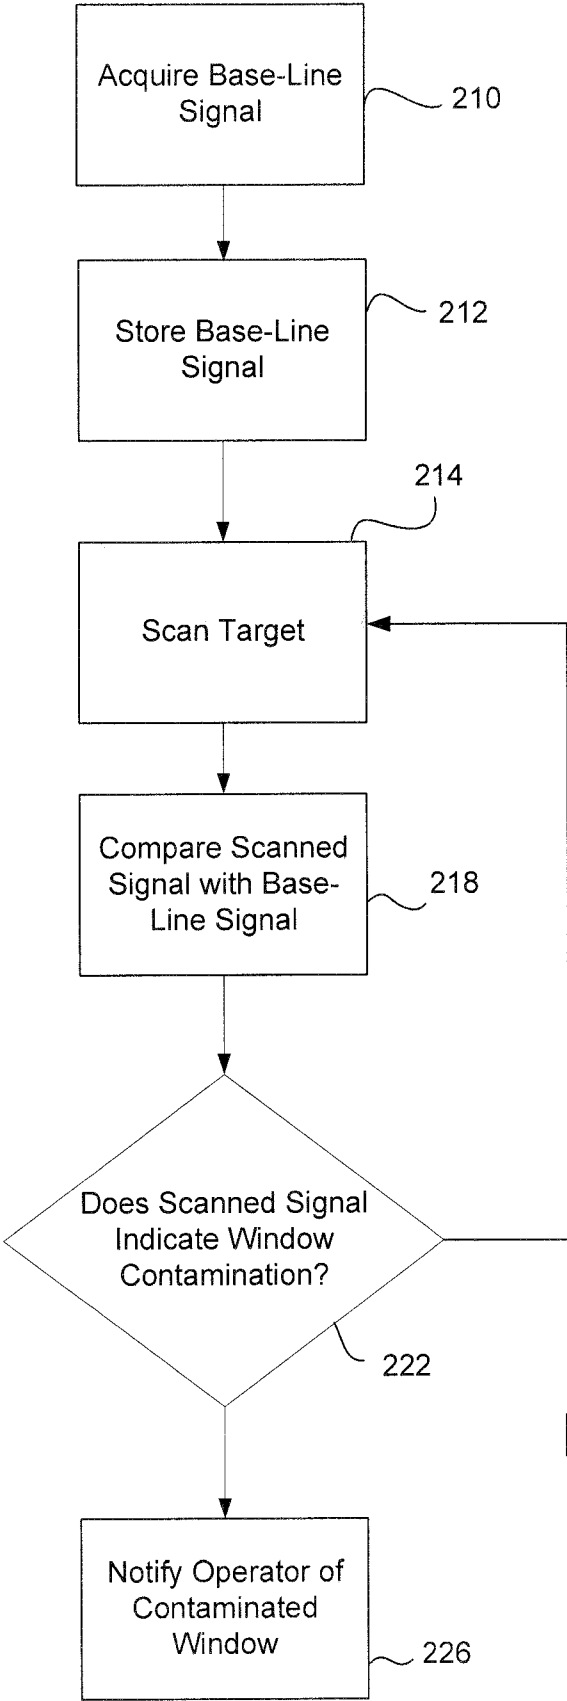 Acquire Base-Line
Signal
210
Store Base-Line
Signal
212
214
Scan Target
Compare Scanned
Signal with Base-
Line Signal
218
Does Scanned Signal
Indicate Window
Contamination?
222
Notify Operator of
Contaminated
Window
226